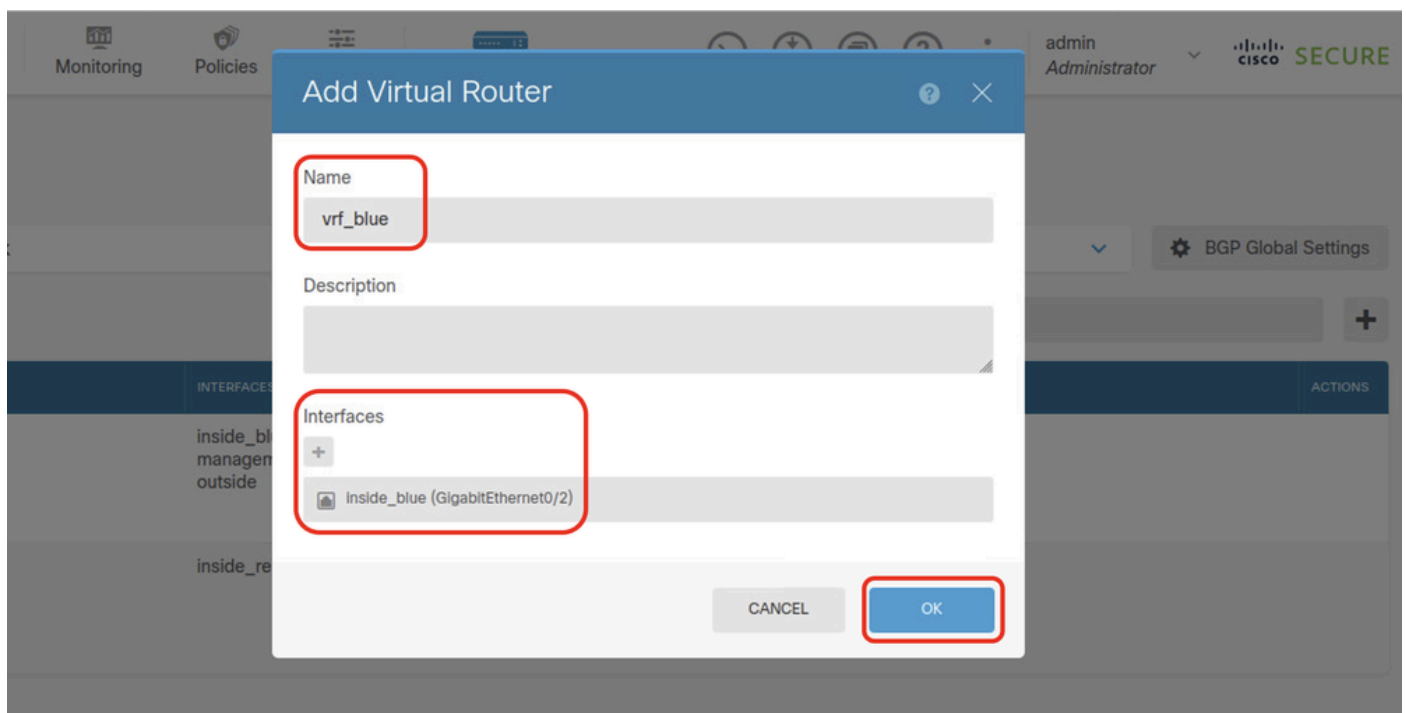 Monitoring
Policies
admin
Administrator
cisco SECURE
Add Virtual Router
Name
vrf_blue
BGP Global Settings
Description
INTERFACES
ACTIONS
Interfaces
inside_bl
managem
outside
inside_blue (GigabitEthernet0/2)
inside_re
CANCEL
OK